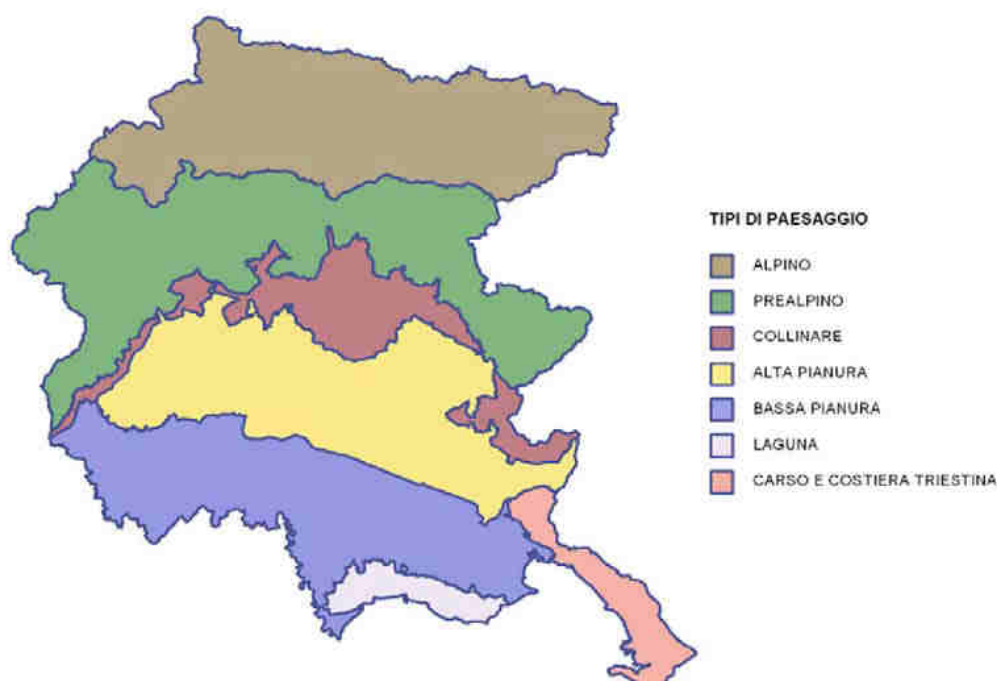 TIPI DI PAESAGGIO
ALPINO
PREALPINO
COLLINARE
ALTA PIANURA
BASSA PIANURA
LAGUNA
CARSO E COSTIERA TRIESTINA